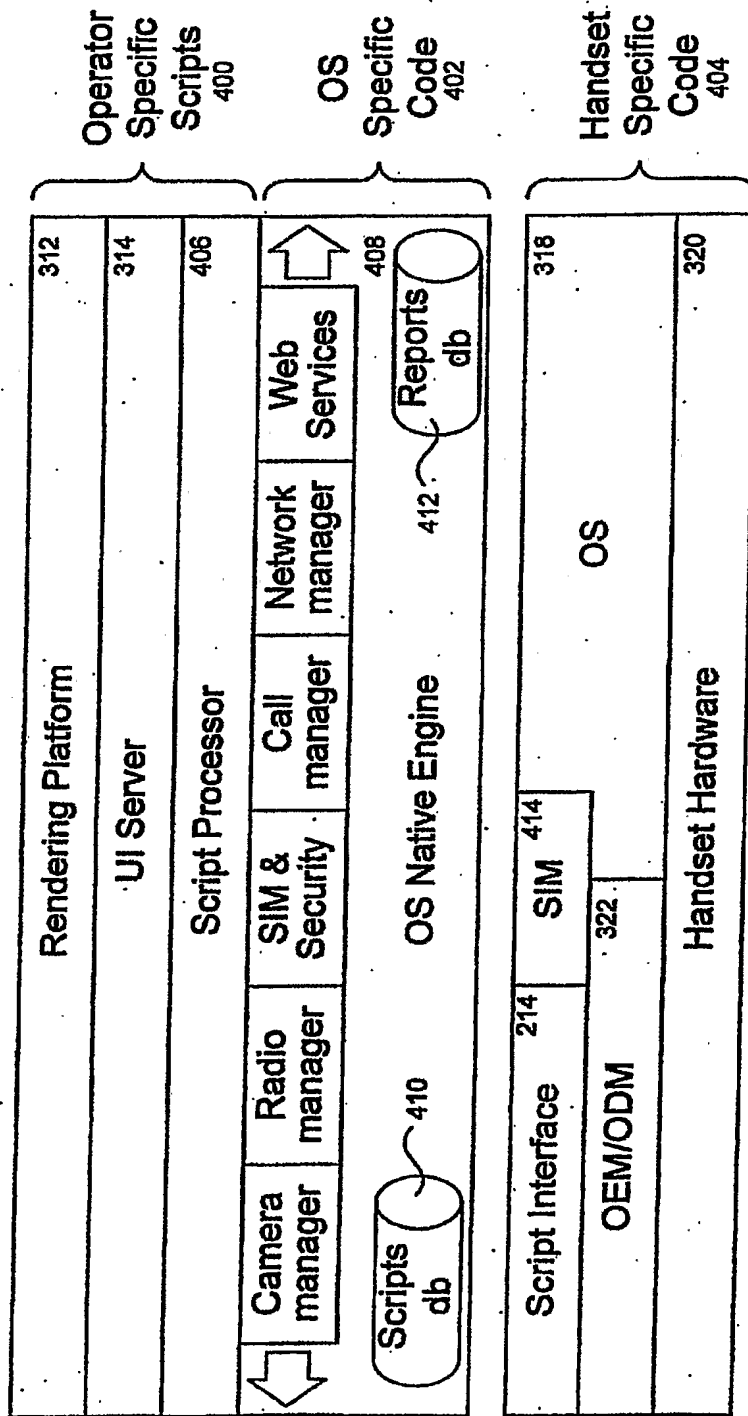 Rendering Platform
312
UI Server
314
Script Processor
406
Operator
Specific
Scripts
400
Camera
manager
Radio
manager
SIM &
Security
Call
manager
Network
manager
Web
Services
408
Scripts
db
410
OS Native Engine
412
Reports
db
OS
Specific
Code
402
Script Interface
214
SIM
414
OS
318
OEM/ODM
322
Handset Hardware
320
Handset
Specific
Code
404